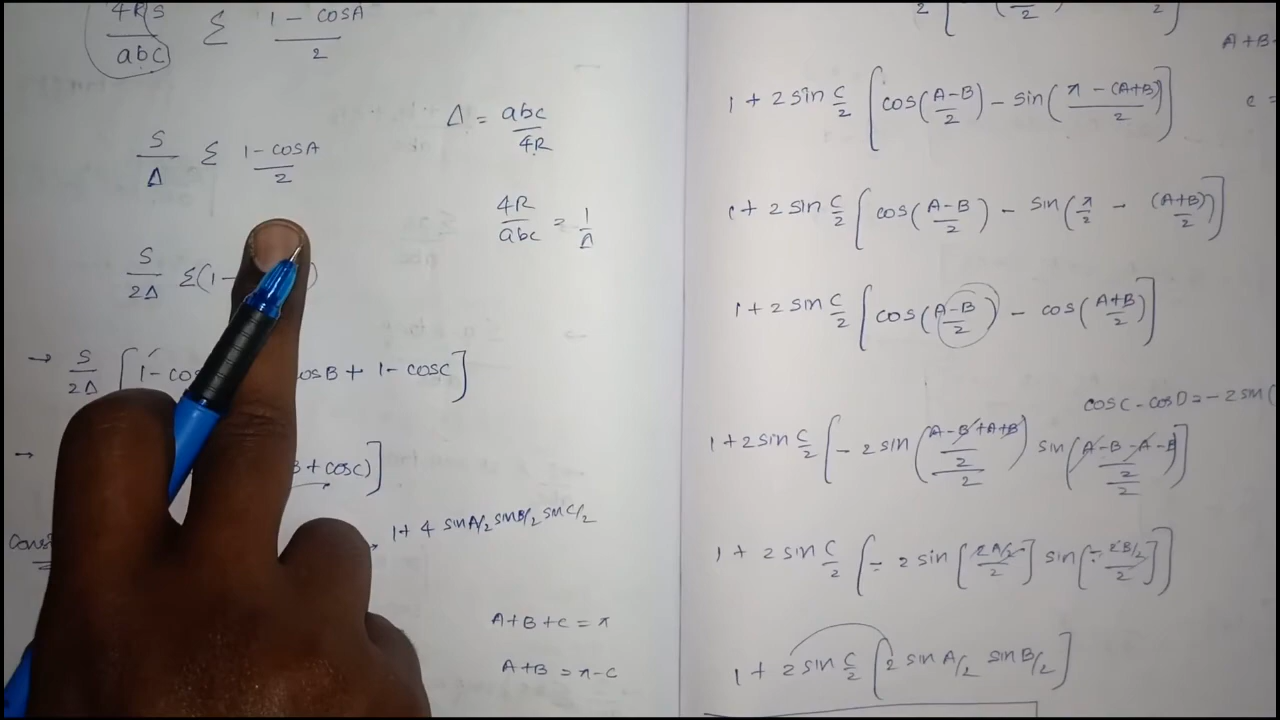 4RS/abc Σ (1 - cosA)/2
S/Δ Σ (1 - cosA)/2
Δ = abc/4R
4R/abc = 1/Δ
S/2Δ Σ(1 - )
→ S/2Δ [1 - cos osB + 1 - cosC]
→ B + cosC)]
1 + 4 sinA/2 sinB/2 sinC/2
A+B+C = π
A+B = π-C
A+B
1 + 2 sin C/2 [cos((A-B)/2) - sin((π - (A+B))/2)]
1 + 2 sin C/2 [cos((A-B)/2) - sin(π/2 - (A+B)/2)]
1 + 2 sin C/2 [cos((A-B)/2) - cos((A+B)/2)]
cosC - cosD = - 2 sin(
1 + 2 sin C/2 [- 2 sin(((A-B+A+B)/2)/2) sin(((A-B-A-B)/2)/2)]
1 + 2 sin C/2 [- 2 sin[(2A/2)/2] sin(-(2B/2)/2)]
1 + 2 sin C/2 [2 sin A/2 sin B/2]